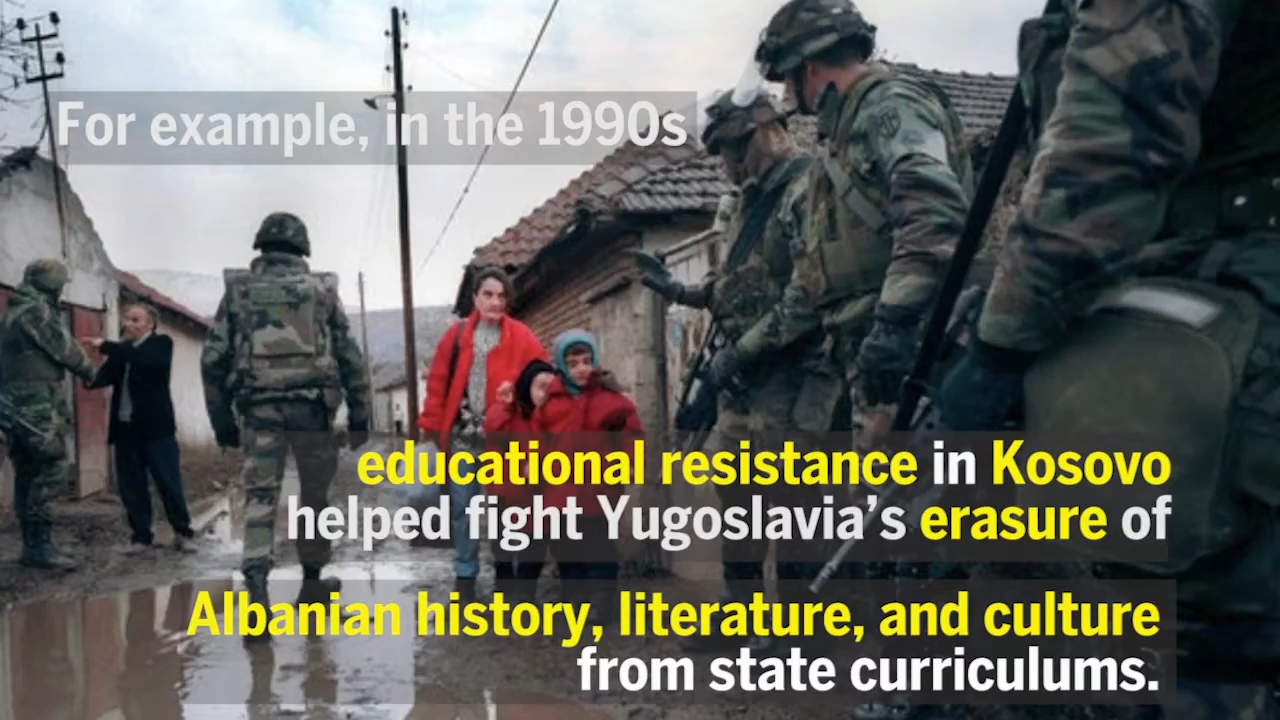 For example, in the 1990s
educational resistance in Kosovo
helped fight Yugoslavia's erasure of
Albanian history, literature, and culture
from state curriculums.